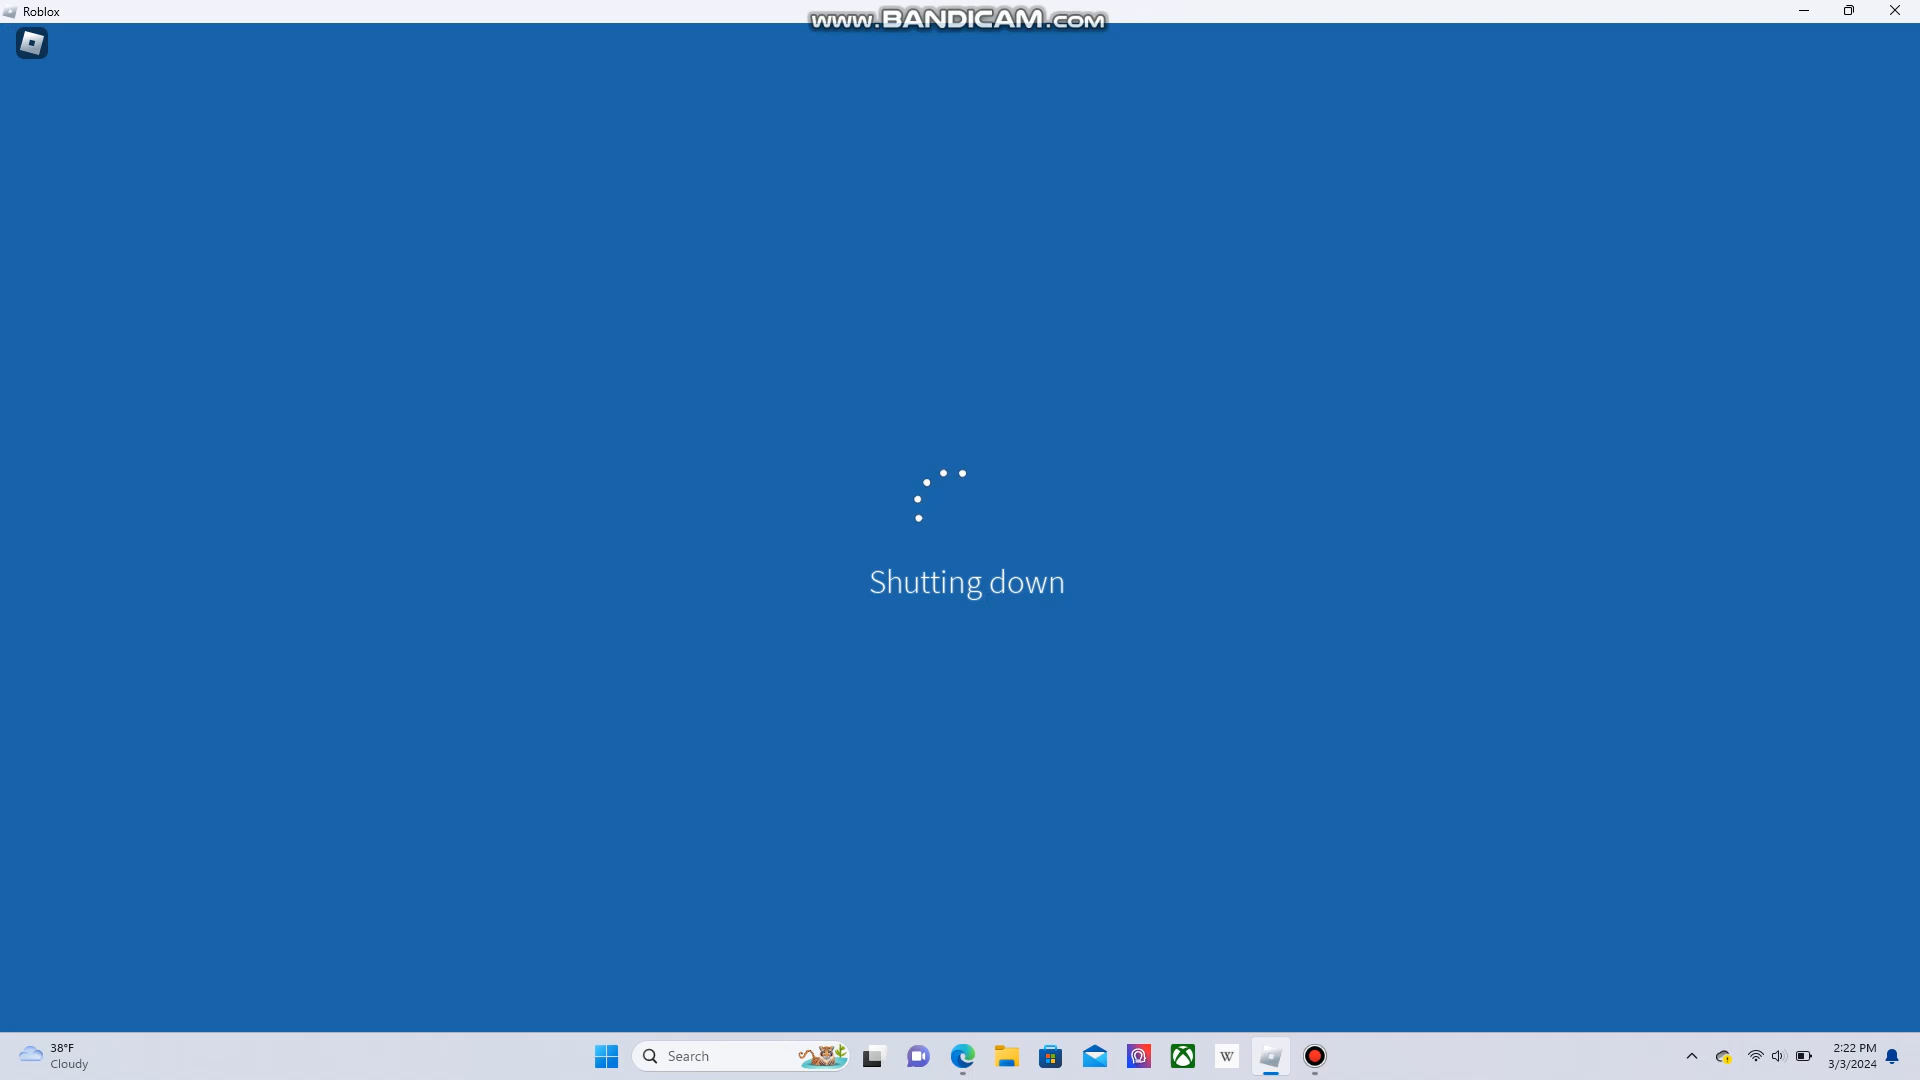 Roblox
www.BANDICAM.com
Shutting down
38°F
Cloudy
Search
W
2:22 PM
3/3/2024